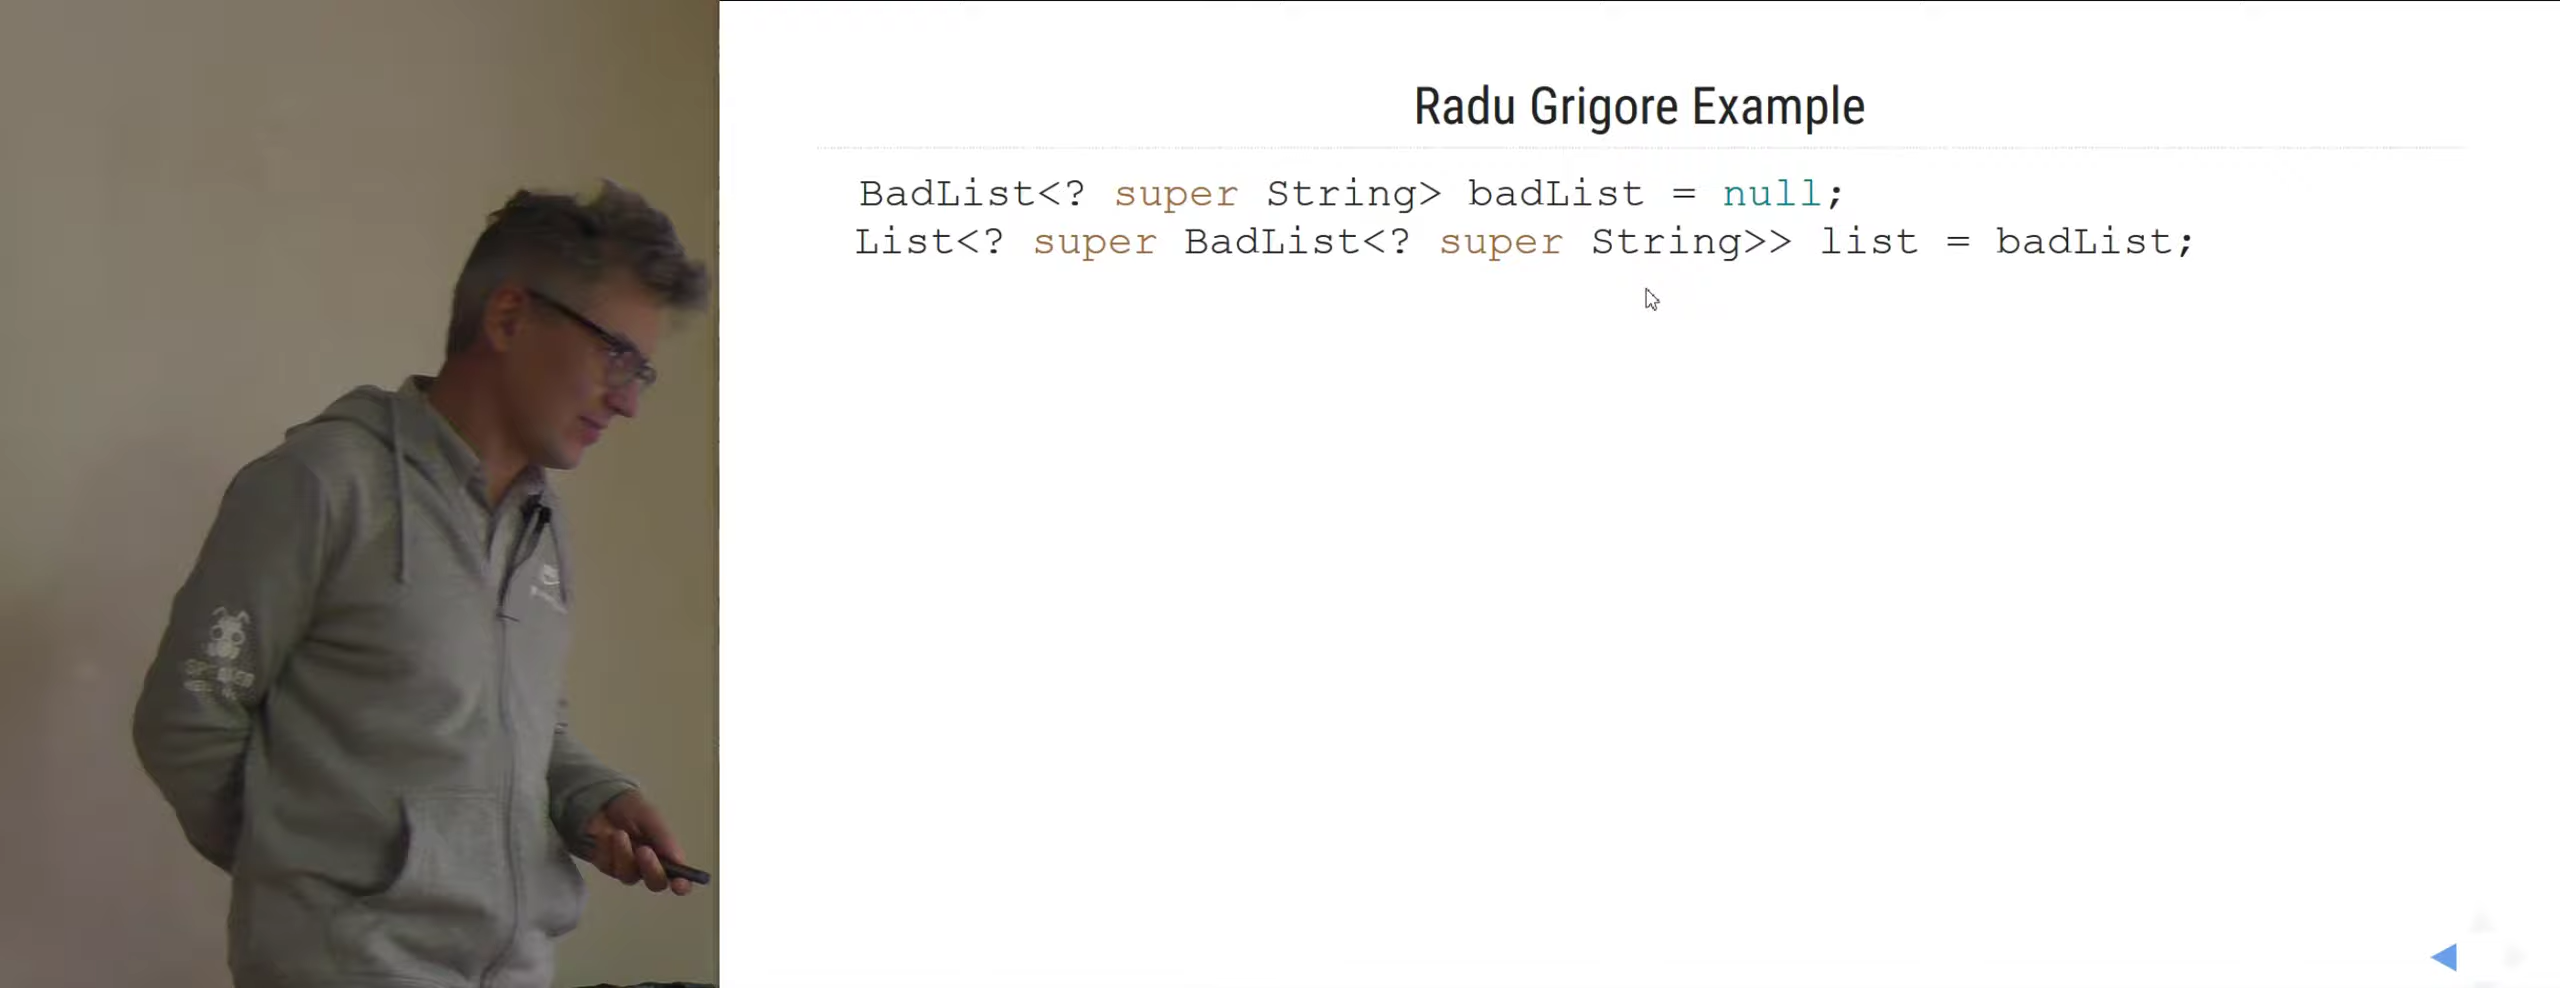 Radu Grigore Example
BadList<? super String> badList = null;
List<? super BadList<? super String>> list = badList;